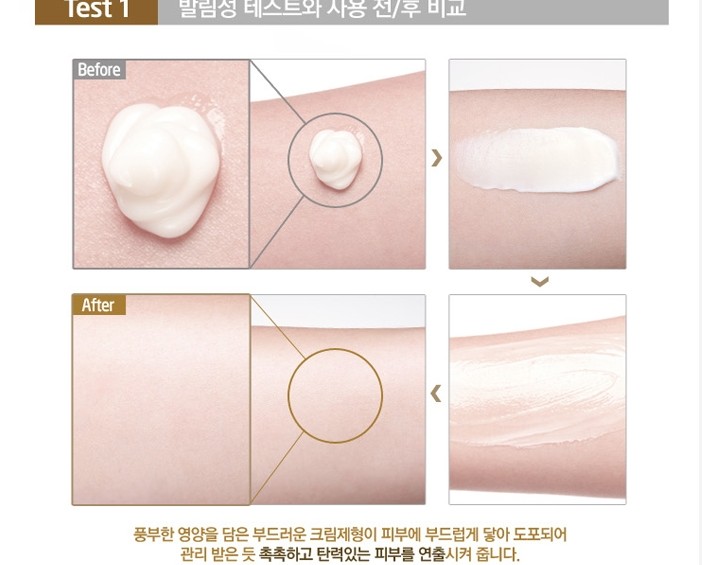 Test 1
발림성 테스트와 사용 전/후 비교
Before
After
풍부한 영양을 담은 부드러운 크림제형이 피부에 부드럽게 닿아 도포되어
관리 받은 듯 촉촉하고 탄력있는 피부를 연출시켜 줍니다.